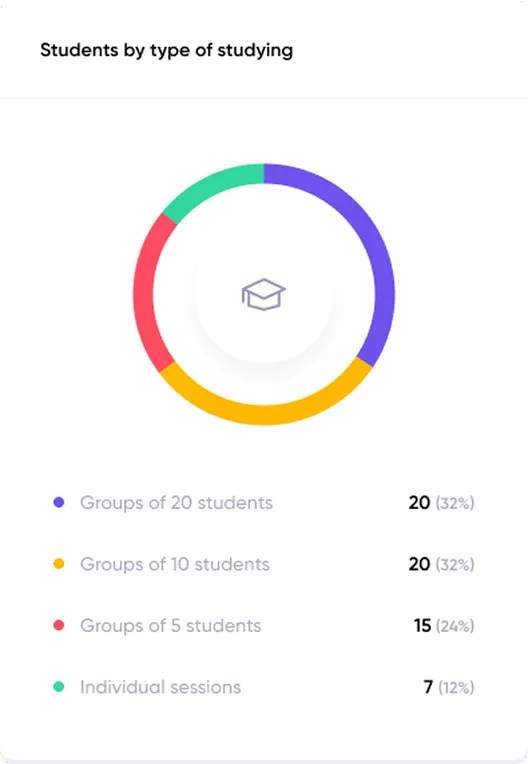 Students by type of studying
Groups of 20 students 20 (32%)
Groups of 10 students 20 (32%)
Groups of 5 students 15 (24%)
Individual sessions 7 (12%)